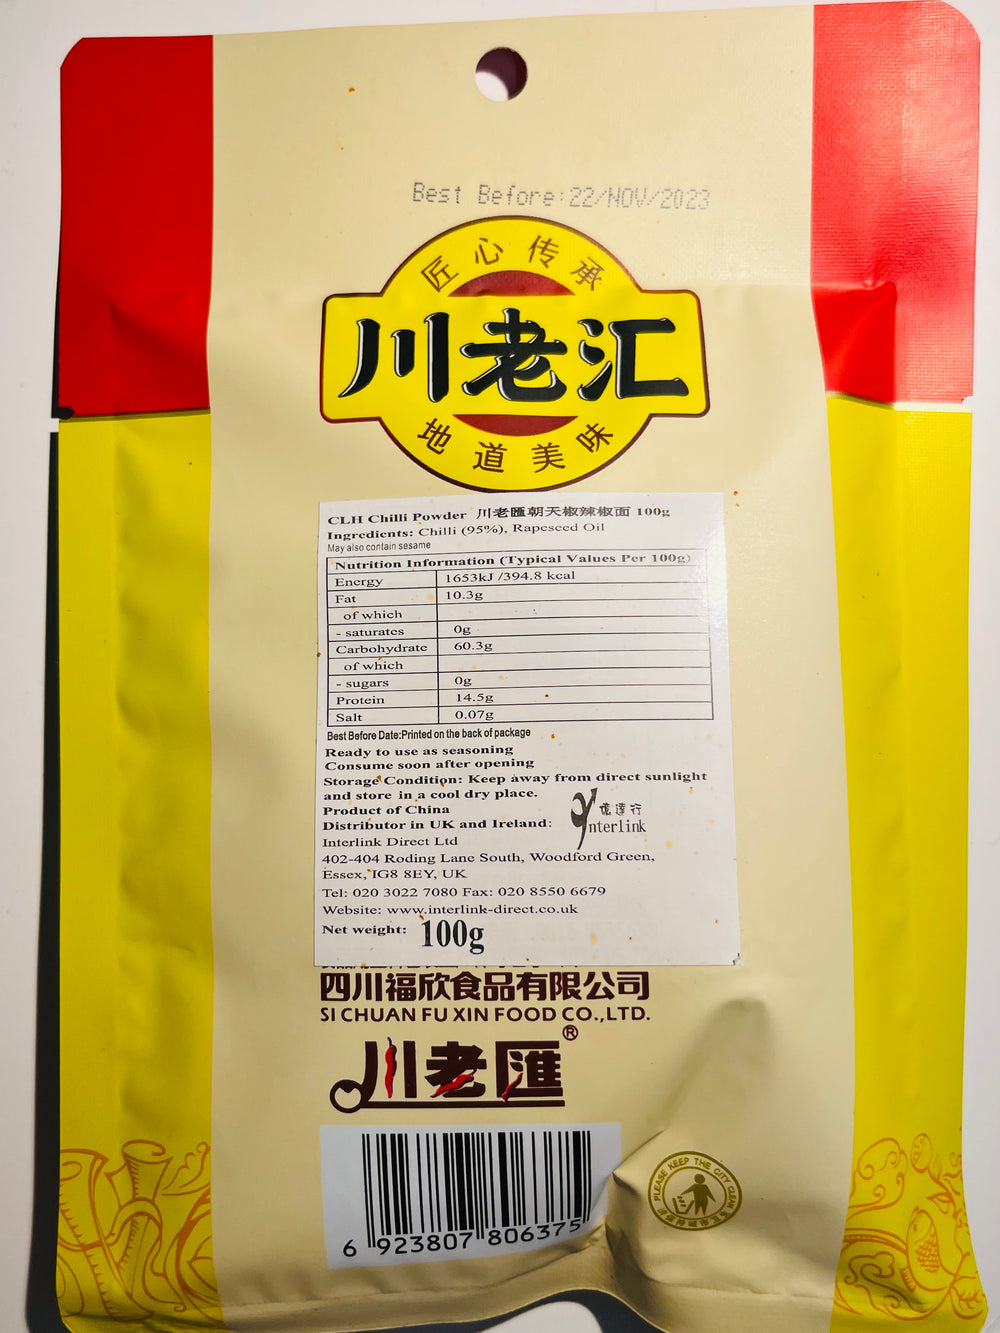 Best Before:22/NOV/2023
匠心传承
川老汇
地道美味
CLH Chilli Powder 川老匯朝天椒辣椒面 100g
Ingredients: Chilli (95%), Rapeseed Oil
May also contain sesame
Nutrition Information (Typical Values Per 100g)
Energy 1653kJ /394.8 kcal
Fat 10.3g
of which
- saturates 0g
Carbohydrate 60.3g
of which
- sugars 0g
Protein 14.5g
Salt 0.07g
Best Before Date:Printed on the back of package
Ready to use as seasoning
Consume soon after opening
Storage Condition: Keep away from direct sunlight
and store in a cool dry place.
Product of China
Distributor in UK and Ireland:
億達行
Interlink
Interlink Direct Ltd
402-404 Roding Lane South, Woodford Green,
Essex, IG8 8EY, UK
Tel: 020 3022 7080 Fax: 020 8550 6679
Website: www.interlink-direct.co.uk
Net weight: 100g
四川福欣食品有限公司
SI CHUAN FU XIN FOOD CO.,LTD.
川老匯®
6 923807 806375
PLEASE KEEP THE CITY CLEAN